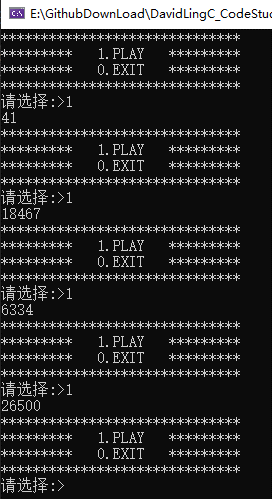 E:\GithubDownLoad\DavidLingC_CodeStud
******************************
*********   1.PLAY   *********
*********   0.EXIT   *********
******************************
请选择:>1
41
******************************
*********   1.PLAY   *********
*********   0.EXIT   *********
******************************
请选择:>1
18467
******************************
*********   1.PLAY   *********
*********   0.EXIT   *********
******************************
请选择:>1
6334
******************************
*********   1.PLAY   *********
*********   0.EXIT   *********
******************************
请选择:>1
26500
******************************
*********   1.PLAY   *********
*********   0.EXIT   *********
******************************
请选择:>